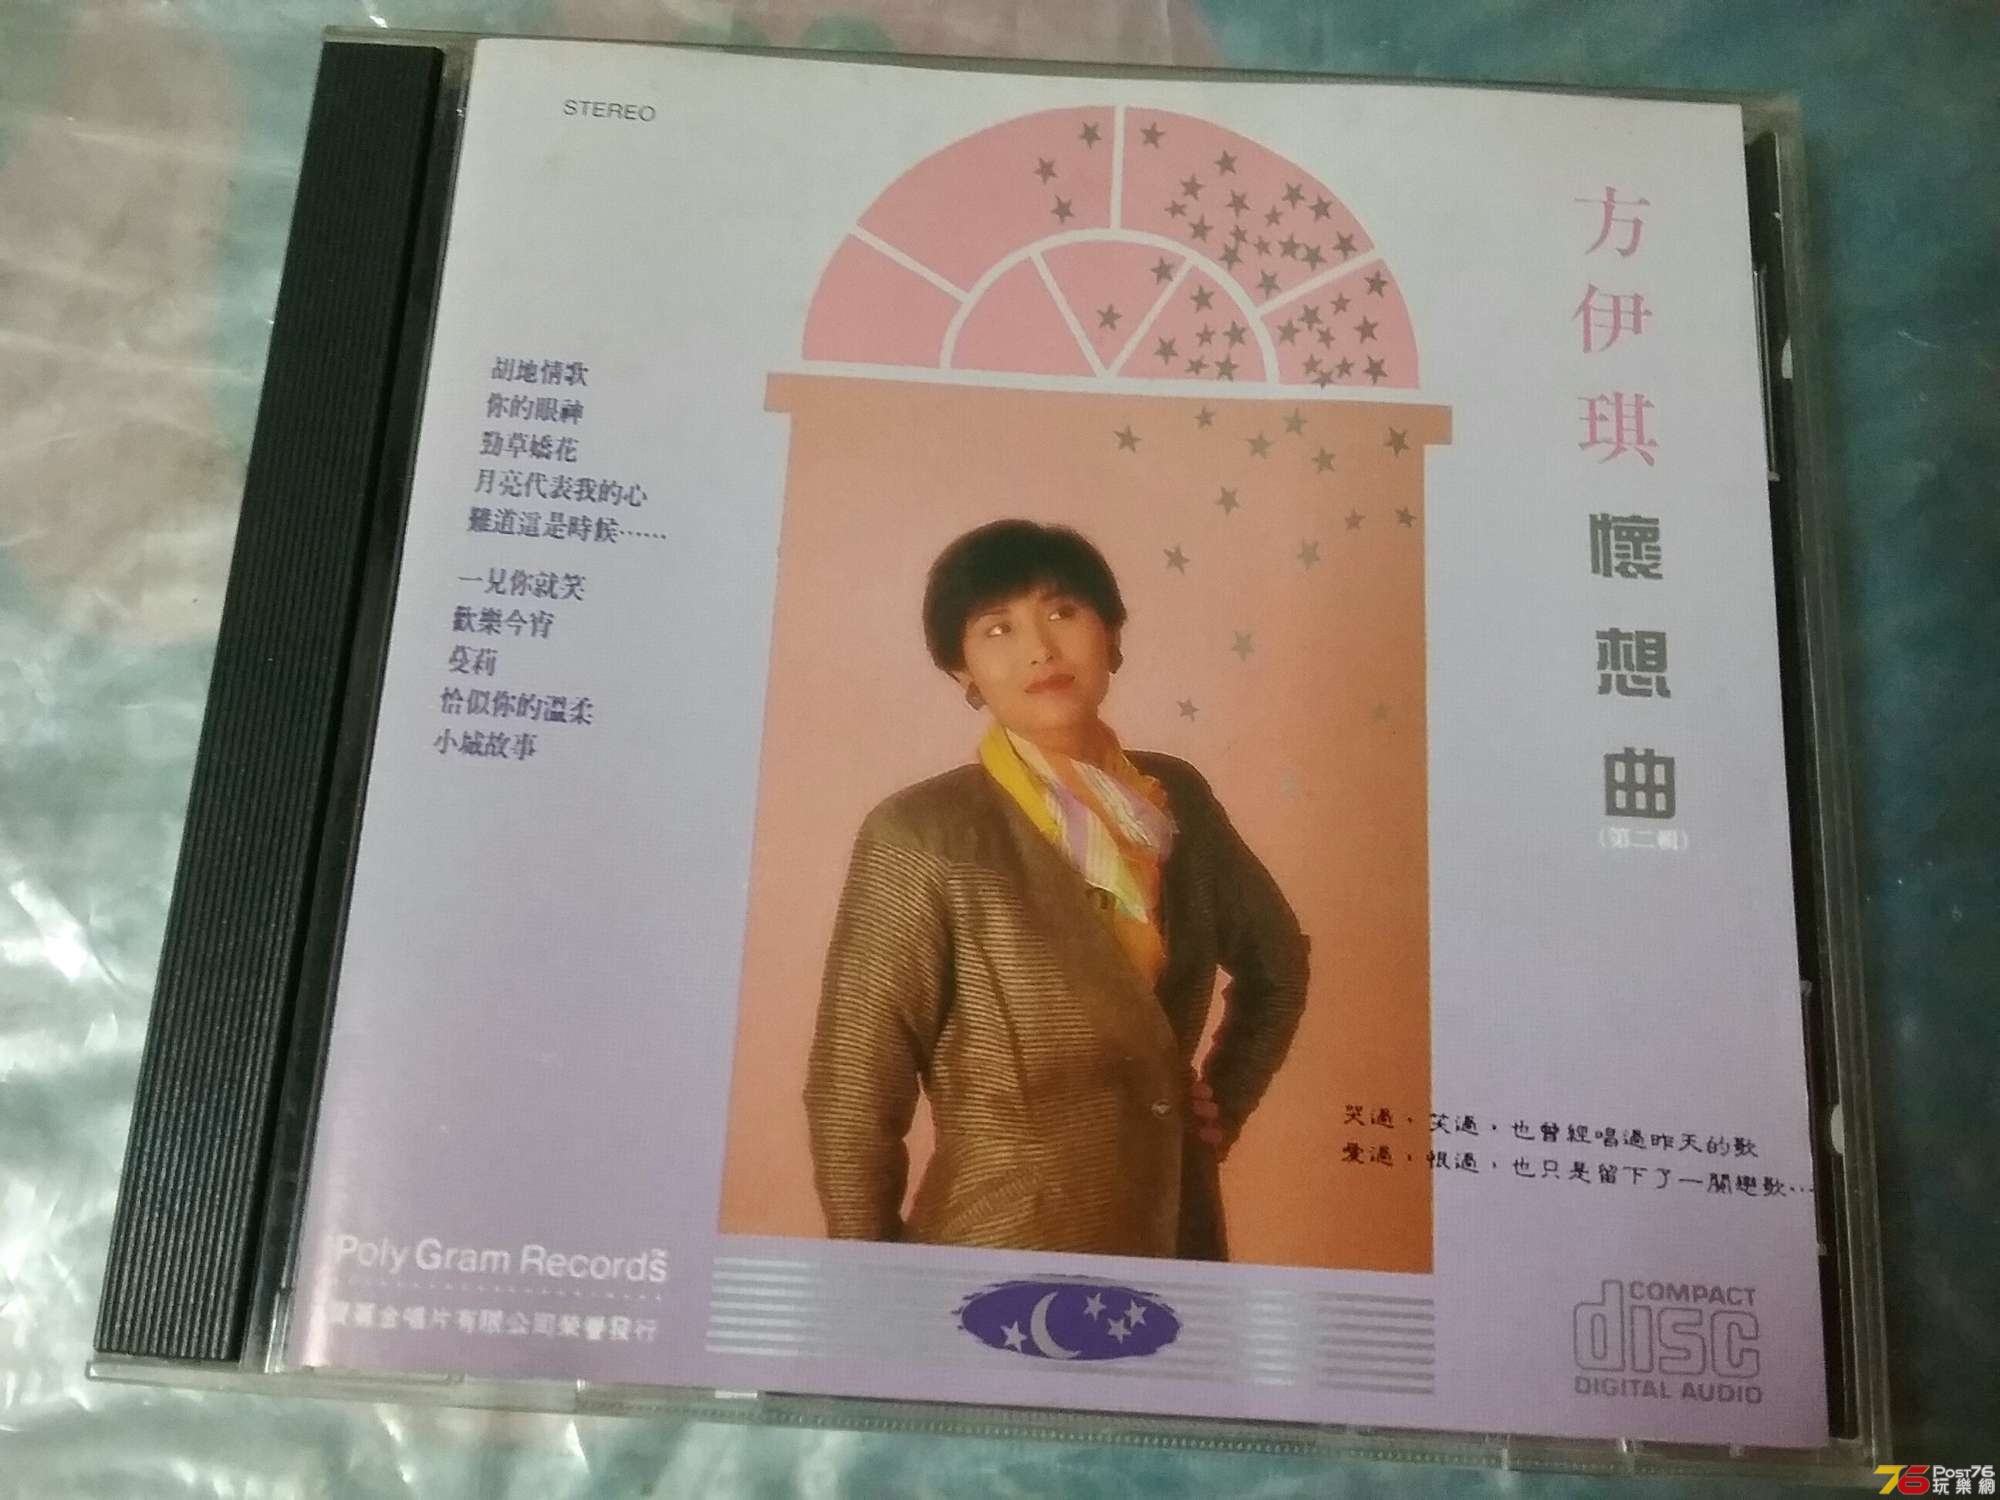 STEREO
方伊琪
懷想曲
(第二輯)
胡地情歌
你的眼神
勁草嬌花
月亮代表我的心
難道這是時候……
一見你就笑
歡樂今宵
蔓莉
恰似你的溫柔
小城故事
哭過，笑過，也曾經唱過昨天的歌
愛過，恨過，也只是留下了一闋戀歌…
PolyGram Records
寶麗金唱片有限公司榮譽發行
COMPACT
disc
DIGITAL AUDIO
76 Post76
玩樂網